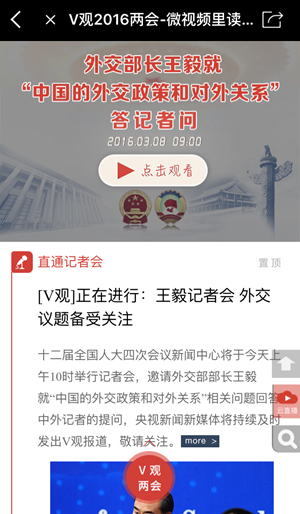 V观2016两会-微视频里读...
外交部长王毅就
“中国的外交政策和对外关系”
答记者问
2016.03.08 09:00
点击观看
直通记者会
置顶
[V观]正在进行：王毅记者会 外交
议题备受关注
十二届全国人大四次会议新闻中心将于今天上
午10时举行记者会，邀请外交部部长王毅
就“中国的外交政策和对外关系”相关问题回答
中外记者的提问，央视新闻新媒体将持续及时
发出V观报道，敬请关注。 more >
云直播
V 观
两会